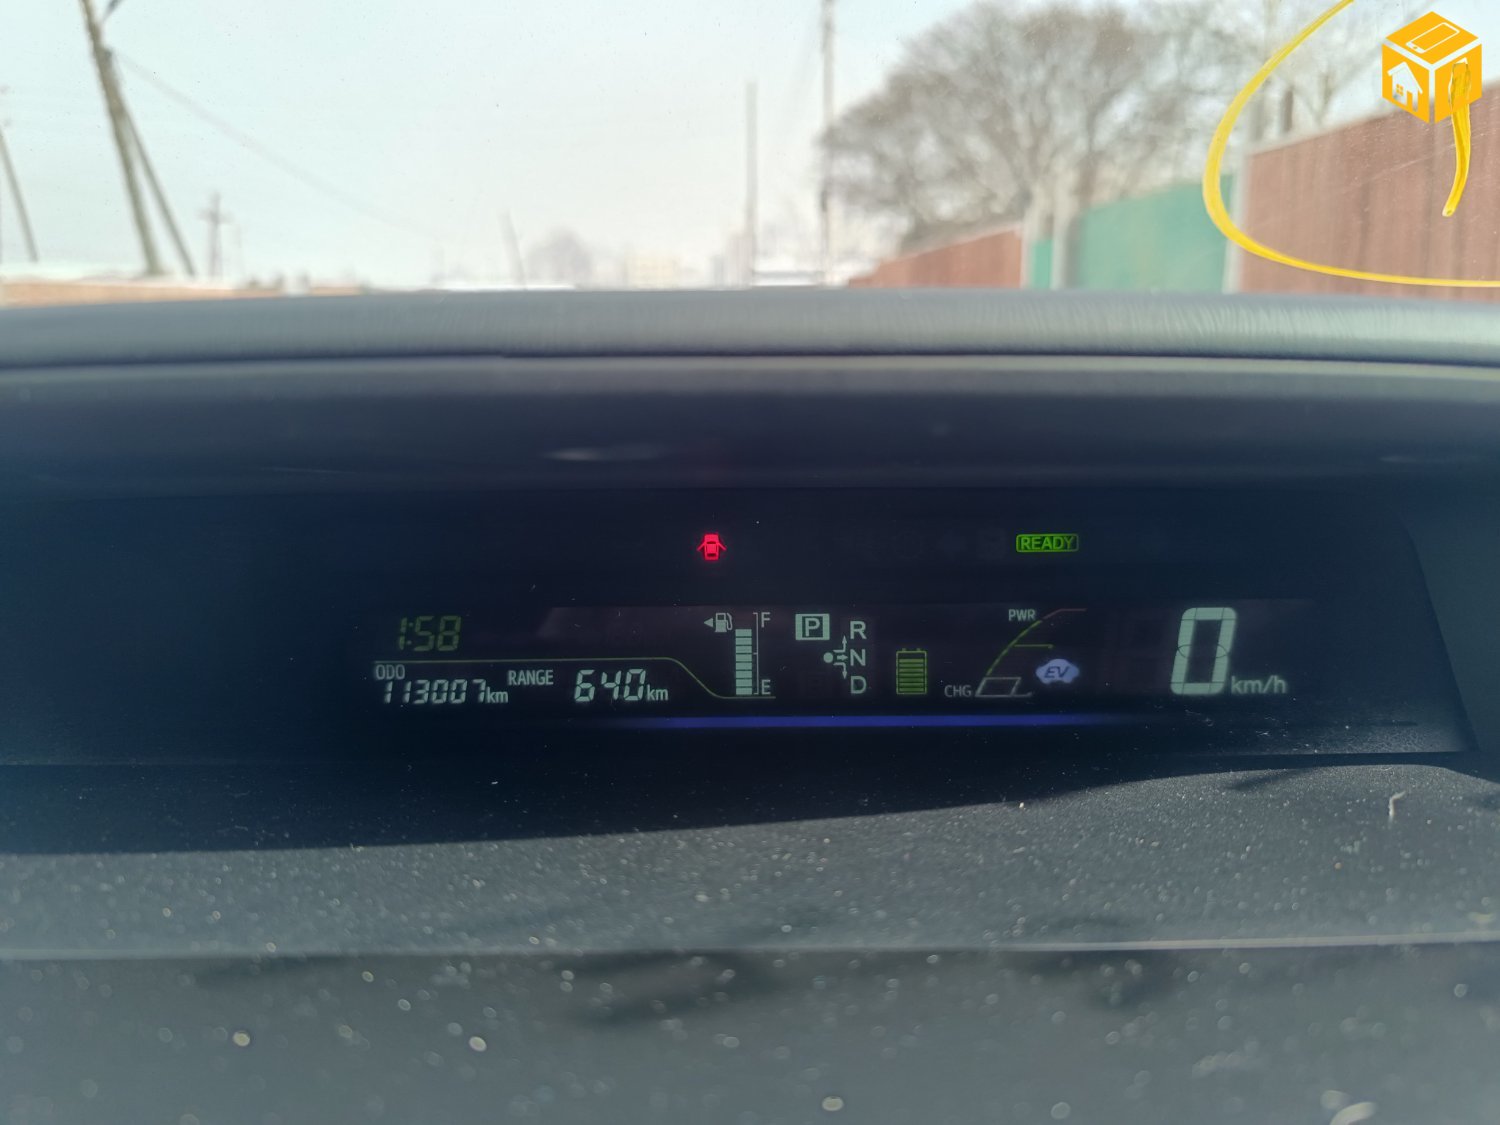 READY
1:58
F
P
R
PWR
0
ODO
RANGE
N
EV
113007km
640km
E
D
CHG
km/h